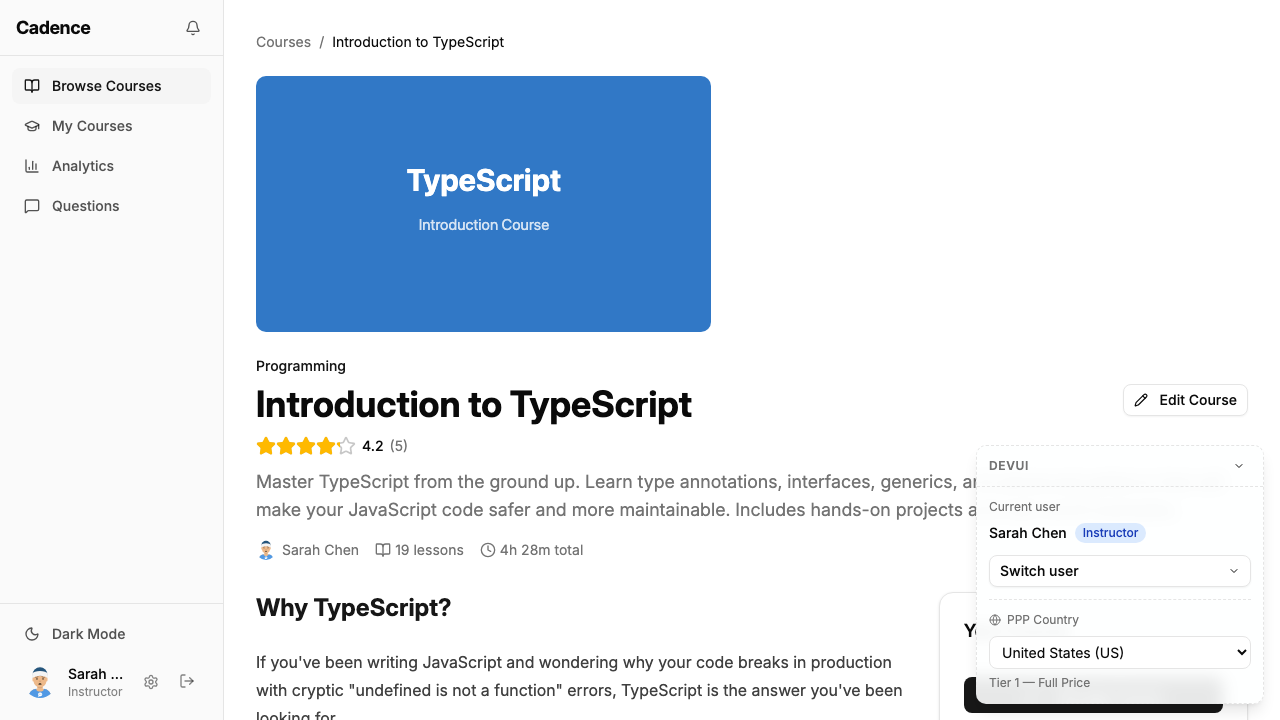 Cadence
Browse Courses
My Courses
Analytics
Questions
Dark Mode
Sarah ...
Instructor
Courses / Introduction to TypeScript
TypeScript
Introduction Course
Programming
Introduction to TypeScript
Edit Course
4.2 (5)
Master TypeScript from the ground up. Learn type annotations, interfaces, generics,
make your JavaScript code safer and more maintainable. Includes hands-on projects
Sarah Chen 19 lessons 4h 28m total
Why TypeScript?
If you've been writing JavaScript and wondering why your code breaks in production
with cryptic "undefined is not a function" errors, TypeScript is the answer you've been
looking for.
DEVUI
Current user
Sarah Chen Instructor
Switch user
PPP Country
United States (US)
Tier 1 — Full Price